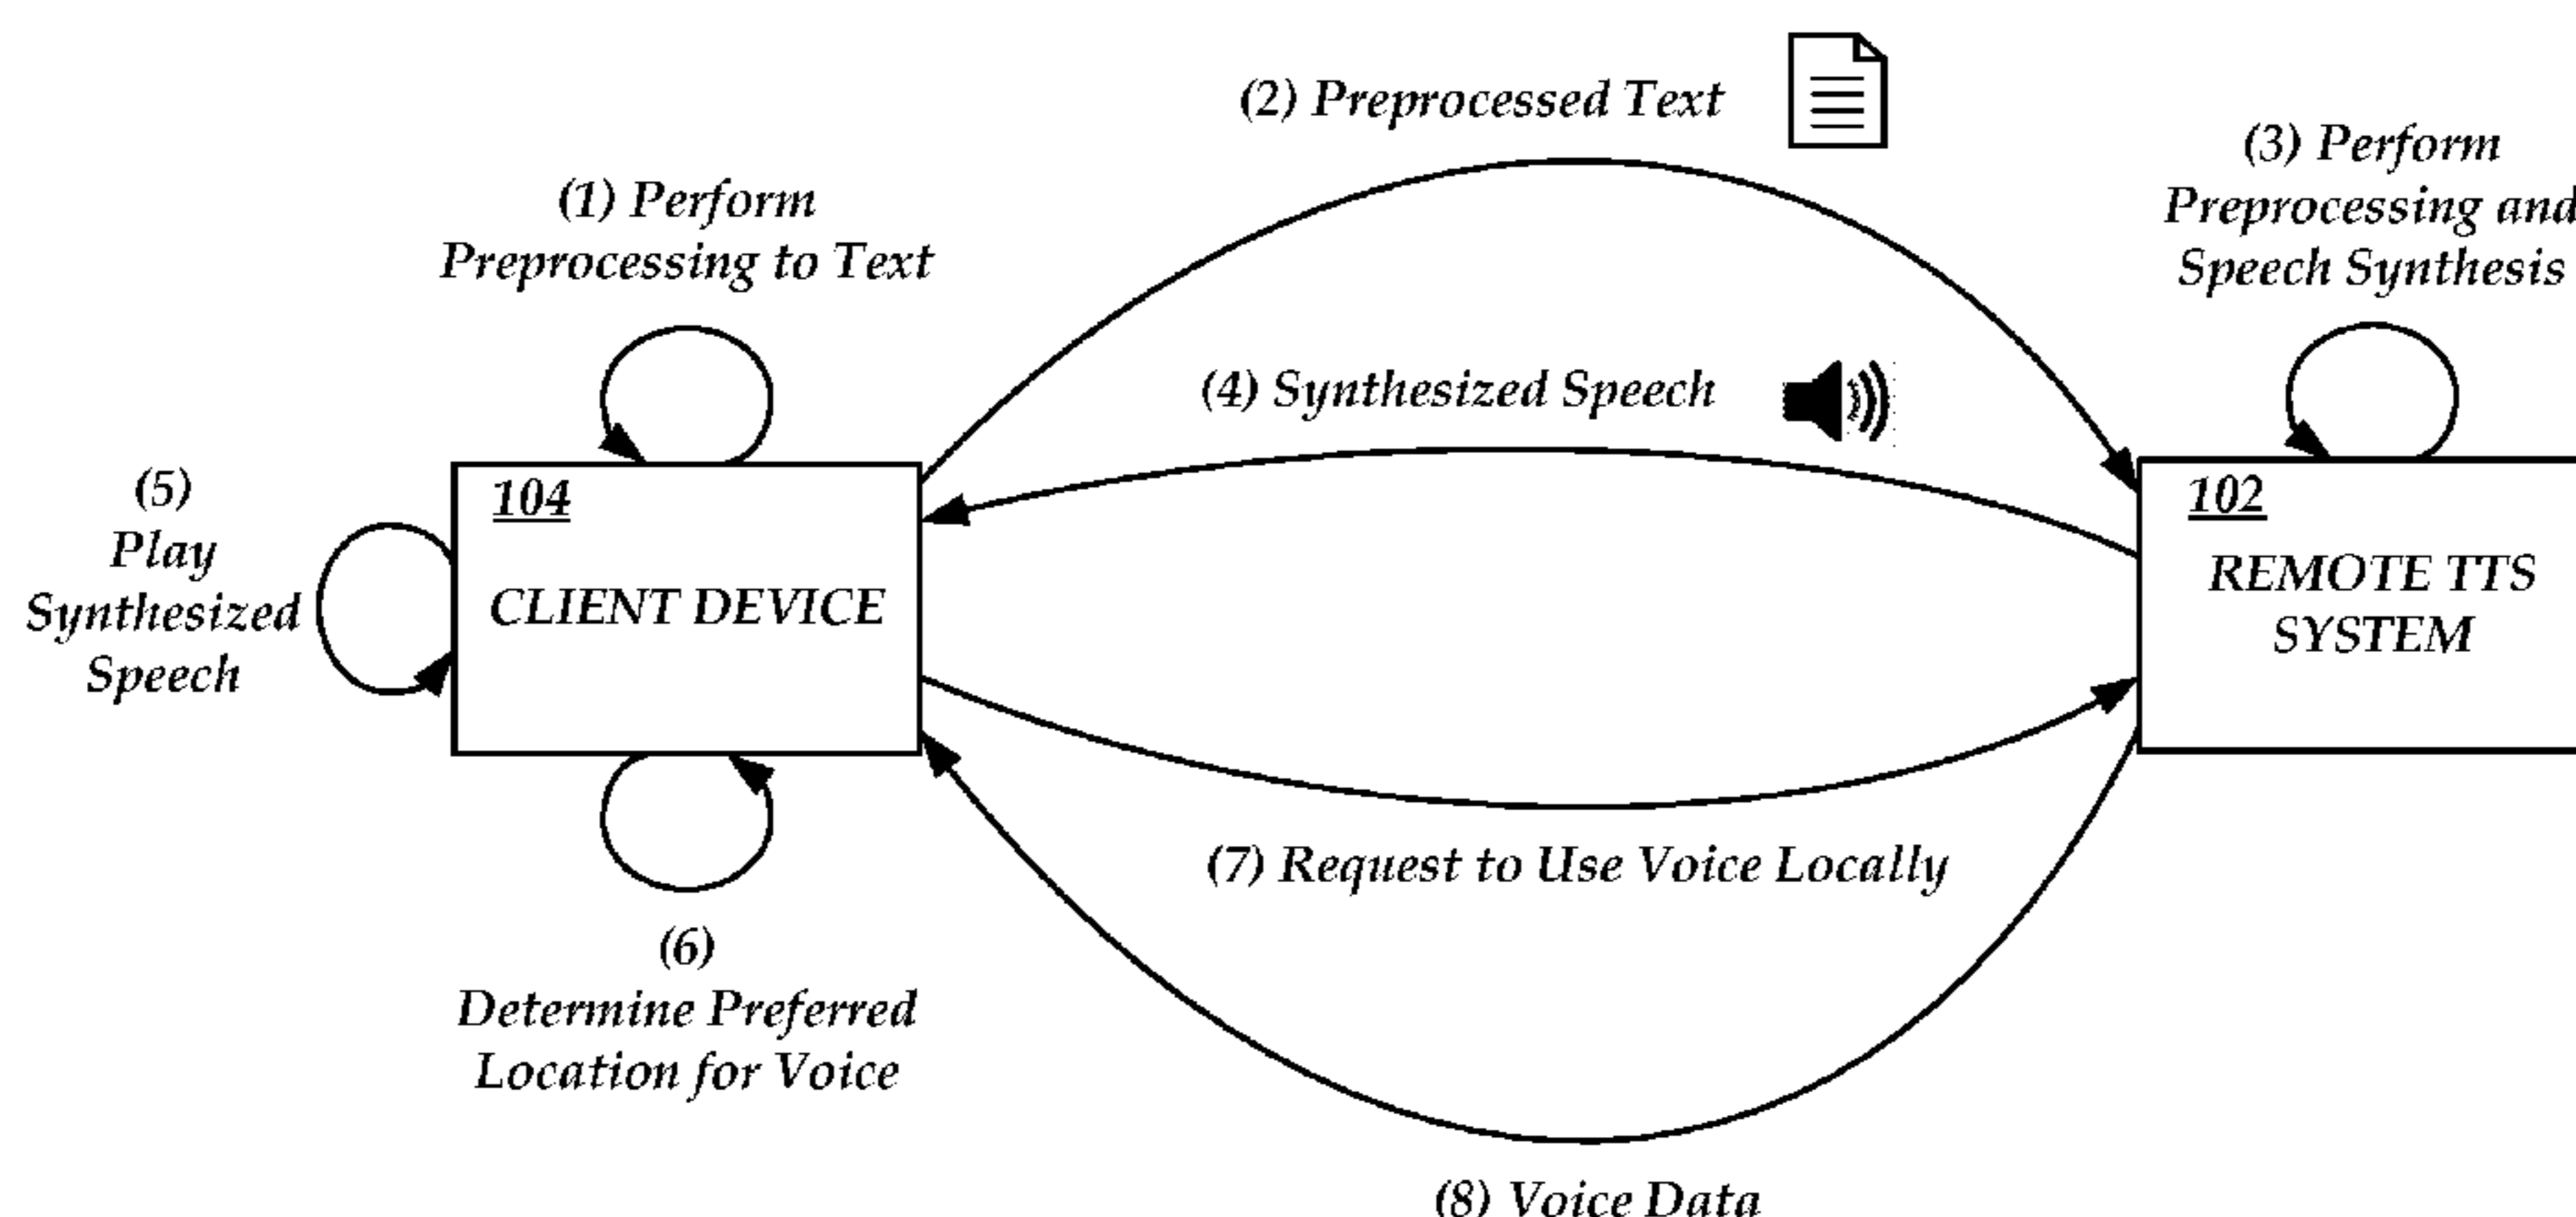 (2) Preprocessed Text
(3) Perform
Preprocessing and
Speech Synthesis
(1) Perform
Preprocessing to Text
(4) Synthesized Speech
(5)
Play
Synthesized
Speech
104
CLIENT DEVICE
102
REMOTE TTS
SYSTEM
(7) Request to Use Voice Locally
(6)
Determine Preferred
Location for Voice
(8) Voice Data